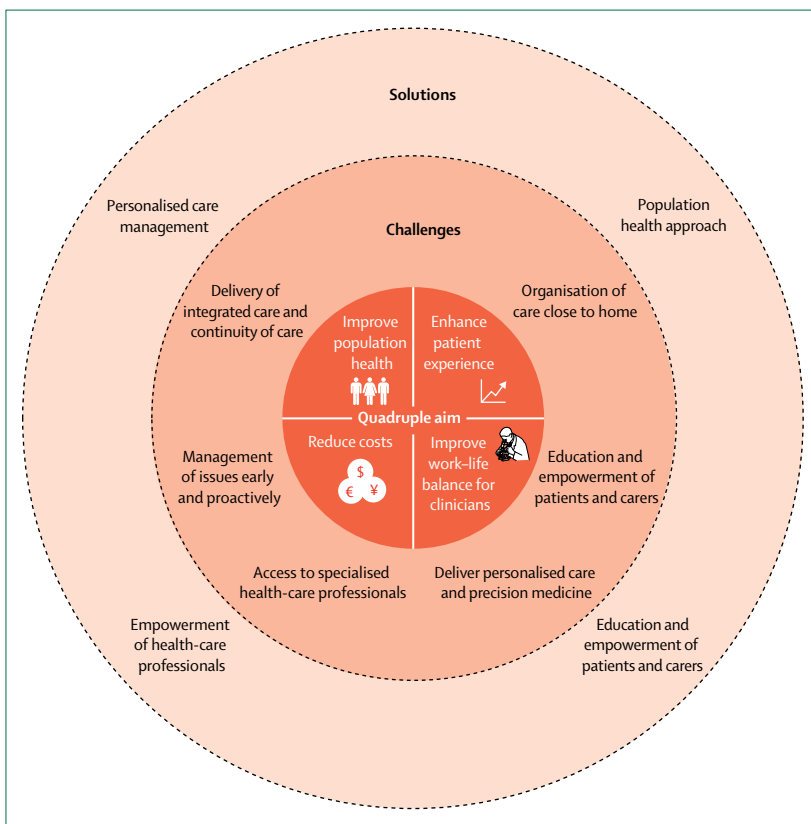 Solutions
Personalised care
management
Population
health approach
Challenges
Delivery of
integrated care and
continuity of care
Organisation of
care close to home
Improve
population
health
Enhance
patient
experience
Quadruple aim
Reduce costs
$
€ ¥
Improve
work–life
balance for
clinicians
Management
of issues early
and proactively
Education and
empowerment of
patients and carers
Access to specialised
health-care professionals
Deliver personalised care
and precision medicine
Empowerment
of health-care
professionals
Education and
empowerment of
patients and carers